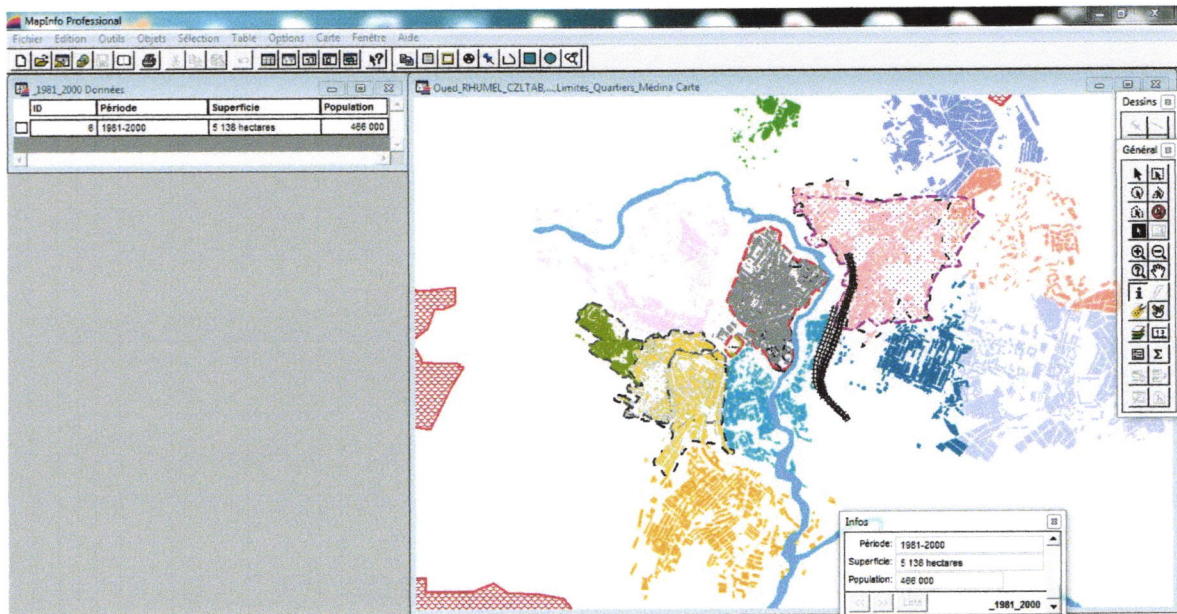 MapInfo Professional
Fichier Edition Outils Objets Sélection Table Options Carte Fenêtre Aide
_1981_2000 Données
ID Période Superficie Population
6 1981-2000 5 138 hectares 466 000
Oued_RHUMEL_CZLTAB,...,Limites_Quartiers_Médina Carte
Dessins
Général
Infos
Période: 1981-2000
Superficie: 5 138 hectares
Population: 466 000
<< >> Liste _1981_2000